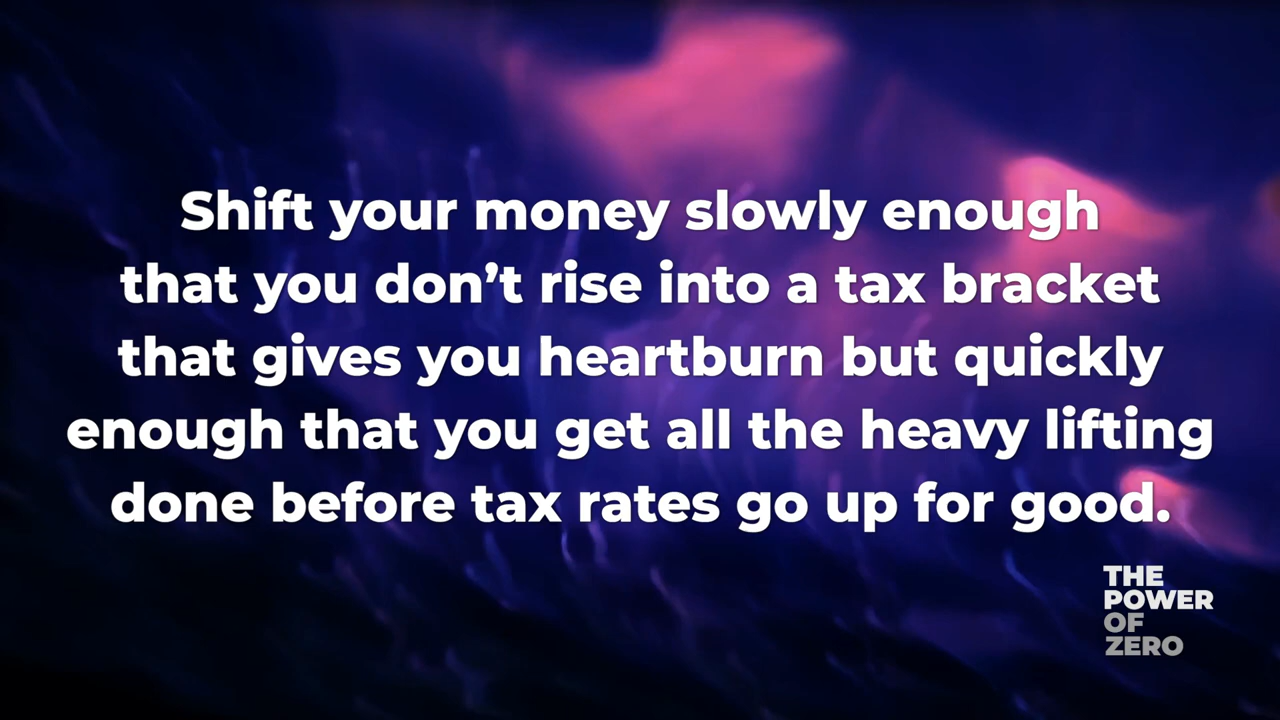 Shift your money slowly enough
that you don’t rise into a tax bracket
that gives you heartburn but quickly
enough that you get all the heavy lifting
done before tax rates go up for good.
THE
POWER
OF
ZERO